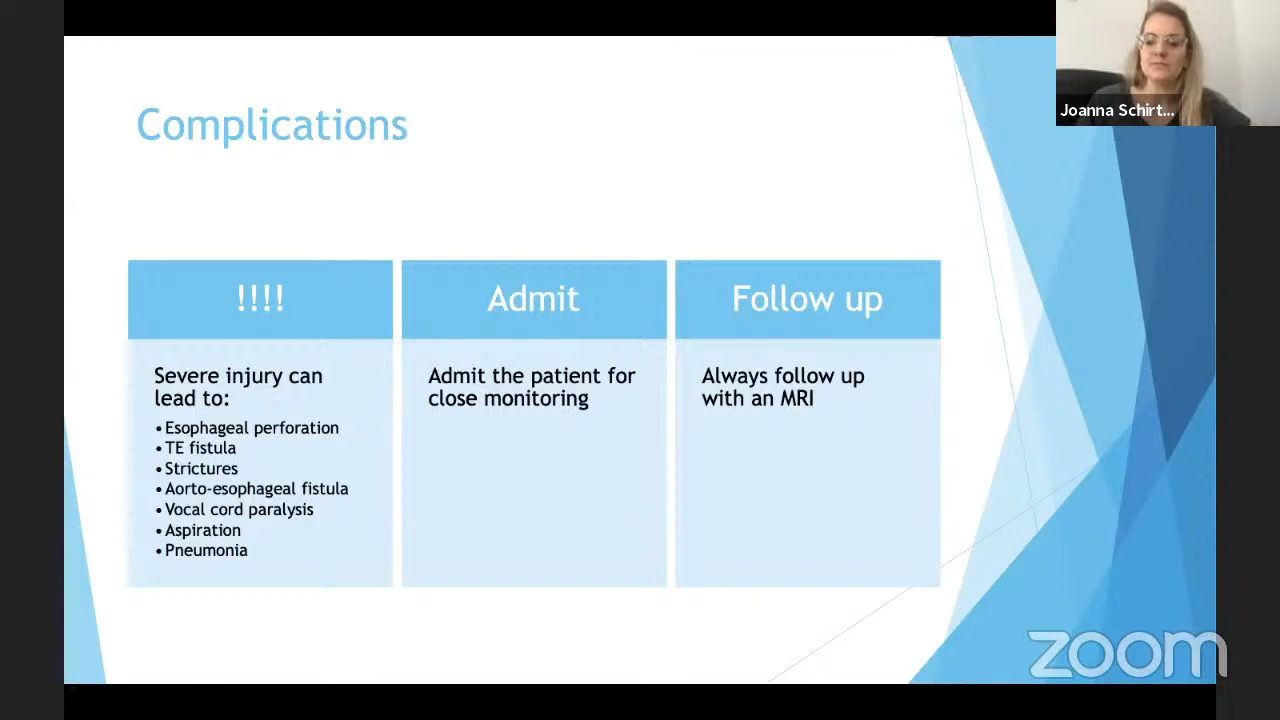 Joanna Schirt...
Complications
!!!!
Severe injury can
lead to:
•Esophageal perforation
•TE fistula
•Strictures
•Aorto-esophageal fistula
•Vocal cord paralysis
•Aspiration
•Pneumonia
Admit
Admit the patient for
close monitoring
Follow up
Always follow up
with an MRI
zoom